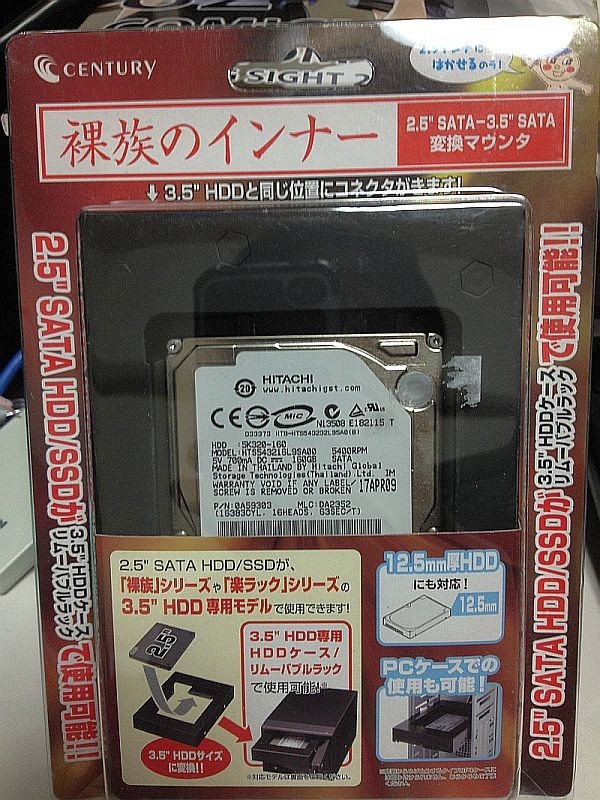 CENTURY
SIGHT 2
はかせるのう!
裸族のインナー
2.5" SATA-3.5" SATA
変換マウンタ
↓3.5" HDDと同じ位置にコネクタがきます!
2.5" SATA HDD/SSDが 3.5" HDDケース リムーバブルラック で使用可能!!
2.5" SATA HDD/SSDが 3.5" HDDケース リムーバブルラック で使用可能!!
HITACHI
www.hitachigst.com
CE MIC N13508 E182115 T
HDD :5K320-160
MODEL:HTS543216L9SA00 5400RPM
5V 700mA DC 160GB SATA
MADE IN THAILAND BY Hitachi Global
Storage Technologies(Thailand).Ltd. IM
WARRANTY VOID IF ANY LABEL/
SCREW IS REMOVED OR BROKEN 17APR09
P/N:0A59303 MLC:DA2352
(16383CYL. 16HEADS. 63SEC/T)
2.5" SATA HDD/SSDが、
「裸族」シリーズや「楽ラック」シリーズの
3.5" HDD専用モデルで使用できます!
2.5
3.5" HDD専用
HDDケース/
リムーバブルラック
で使用可能!※
3.5" HDDサイズ
に変換!!
12.5mm厚HDD
にも対応!
12.5mm
PCケースでの
使用も可能!